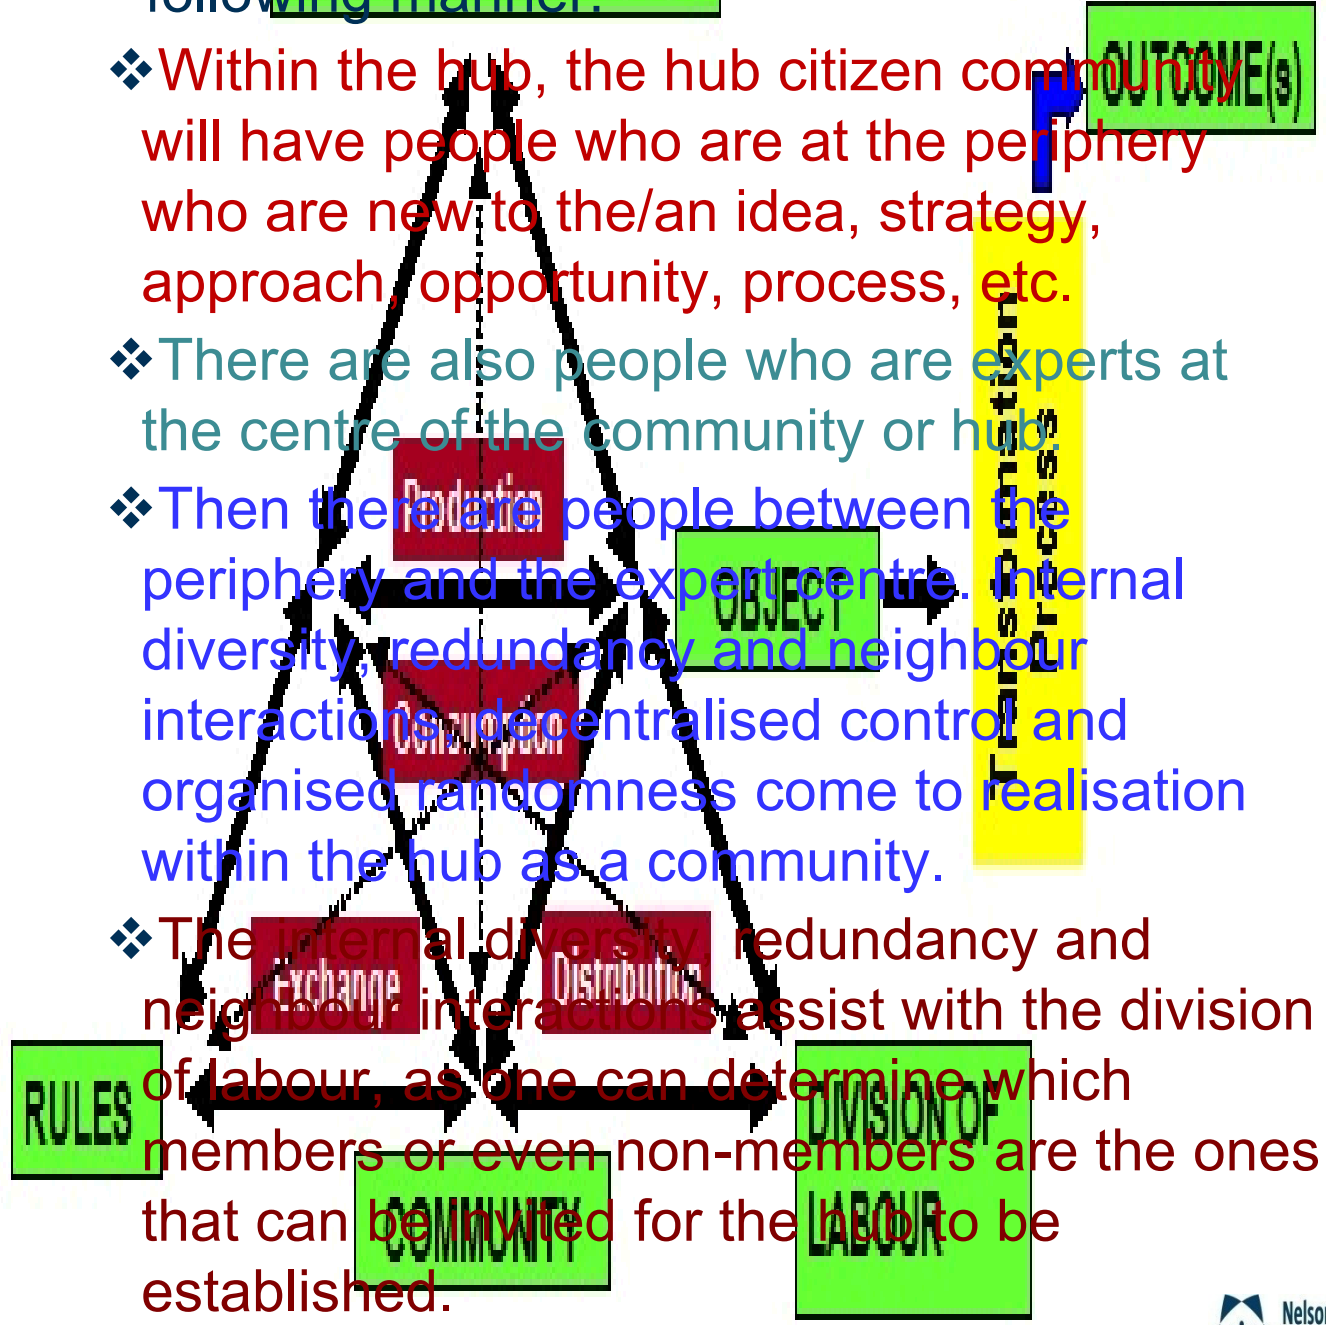 following manner:
❖Within the hub, the hub citizen community
will have people who are at the periphery
who are new to the/an idea, strategy,
approach, opportunity, process, etc.
❖There are also people who are experts at
the centre of the community or hub.
❖Then there are people between the
periphery and the expert centre. Internal
diversity, redundancy and neighbour
interactions, decentralised control and
organised randomness come to realisation
within the hub as a community.
❖The internal diversity, redundancy and
neighbour interactions assist with the division
of labour, as one can determine which
members or even non-members are the ones
that can be invited for the hub to be
established.
OUTCOME(s)
Transformation
Process
Production
OBJECT
Consumption
Exchange
Distribution
RULES
COMMUNITY
DIVISION OF
LABOUR